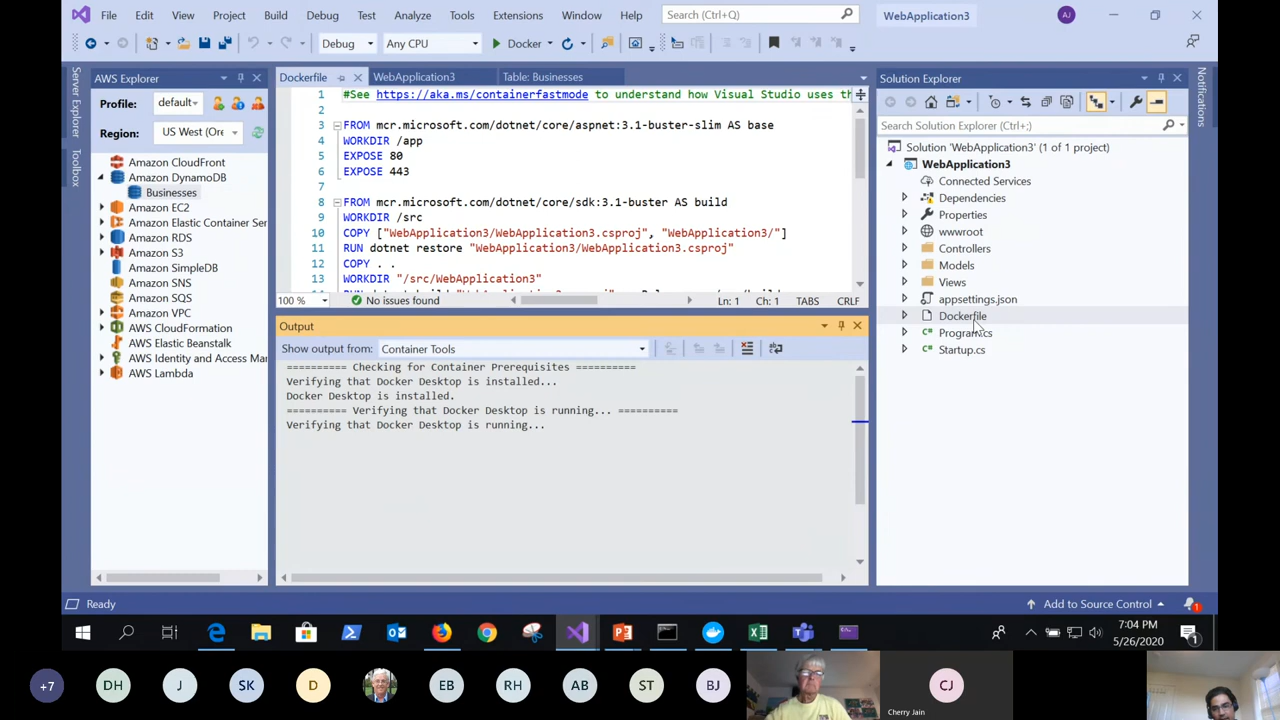 File Edit View Project Build Debug Test Analyze Tools Extensions Window Help Search (Ctrl+Q) WebApplication3 AJ
Debug Any CPU Docker
Server Explorer
Toolbox
AWS Explorer
Profile: default
Region: US West (Ore
Amazon CloudFront
Amazon DynamoDB
Businesses
Amazon EC2
Amazon Elastic Container Ser
Amazon RDS
Amazon S3
Amazon SimpleDB
Amazon SNS
Amazon SQS
Amazon VPC
AWS CloudFormation
AWS Elastic Beanstalk
AWS Identity and Access Man
AWS Lambda
Dockerfile WebApplication3 Table: Businesses
1 #See https://aka.ms/containerfastmode to understand how Visual Studio uses th
2
3 FROM mcr.microsoft.com/dotnet/core/aspnet:3.1-buster-slim AS base
4 WORKDIR /app
5 EXPOSE 80
6 EXPOSE 443
7
8 FROM mcr.microsoft.com/dotnet/core/sdk:3.1-buster AS build
9 WORKDIR /src
10 COPY ["WebApplication3/WebApplication3.csproj", "WebApplication3/"]
11 RUN dotnet restore "WebApplication3/WebApplication3.csproj"
12 COPY . .
13 WORKDIR "/src/WebApplication3"
100 % No issues found Ln: 1 Ch: 1 TABS CRLF
Output
Show output from: Container Tools
========== Checking for Container Prerequisites ==========
Verifying that Docker Desktop is installed...
Docker Desktop is installed.
========== Verifying that Docker Desktop is running... ==========
Verifying that Docker Desktop is running...
Solution Explorer
Search Solution Explorer (Ctrl+;)
Solution 'WebApplication3' (1 of 1 project)
WebApplication3
Connected Services
Dependencies
Properties
wwwroot
Controllers
Models
Views
appsettings.json
Dockerfile
Program.cs
Startup.cs
Notifications
Ready Add to Source Control 1
7:04 PM
5/26/2020
1
+7 DH J SK D EB RH AB ST BJ CJ
Cherry Jain